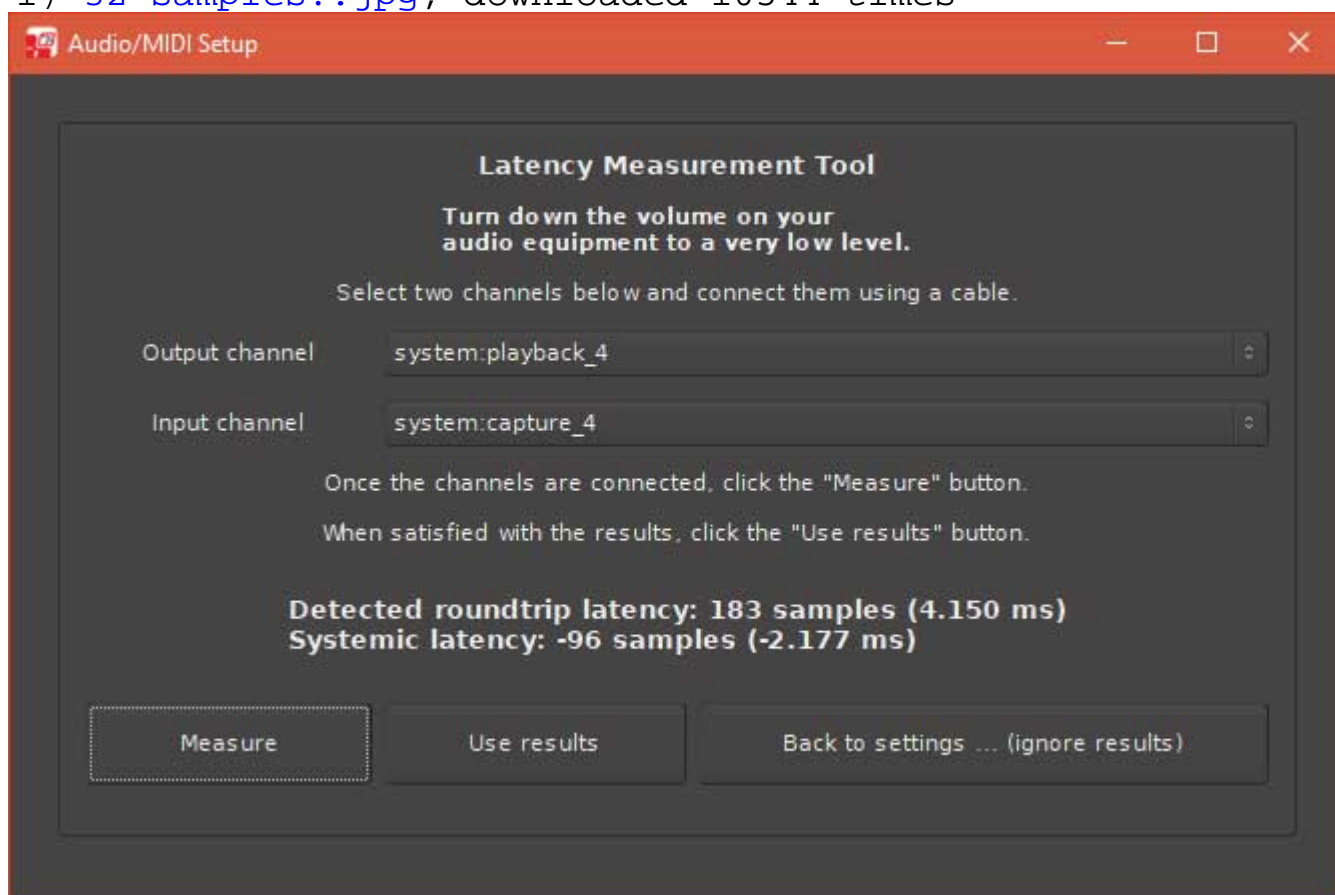 Audio/MIDI Setup
Latency Measurement Tool
Turn down the volume on your
audio equipment to a very low level.
Select two channels below and connect them using a cable.
Output channel system:playback_4
Input channel system:capture_4
Once the channels are connected, click the "Measure" button.
When satisfied with the results, click the "Use results" button.
Detected roundtrip latency: 183 samples (4.150 ms)
Systemic latency: -96 samples (-2.177 ms)
Measure Use results Back to settings ... (ignore results)